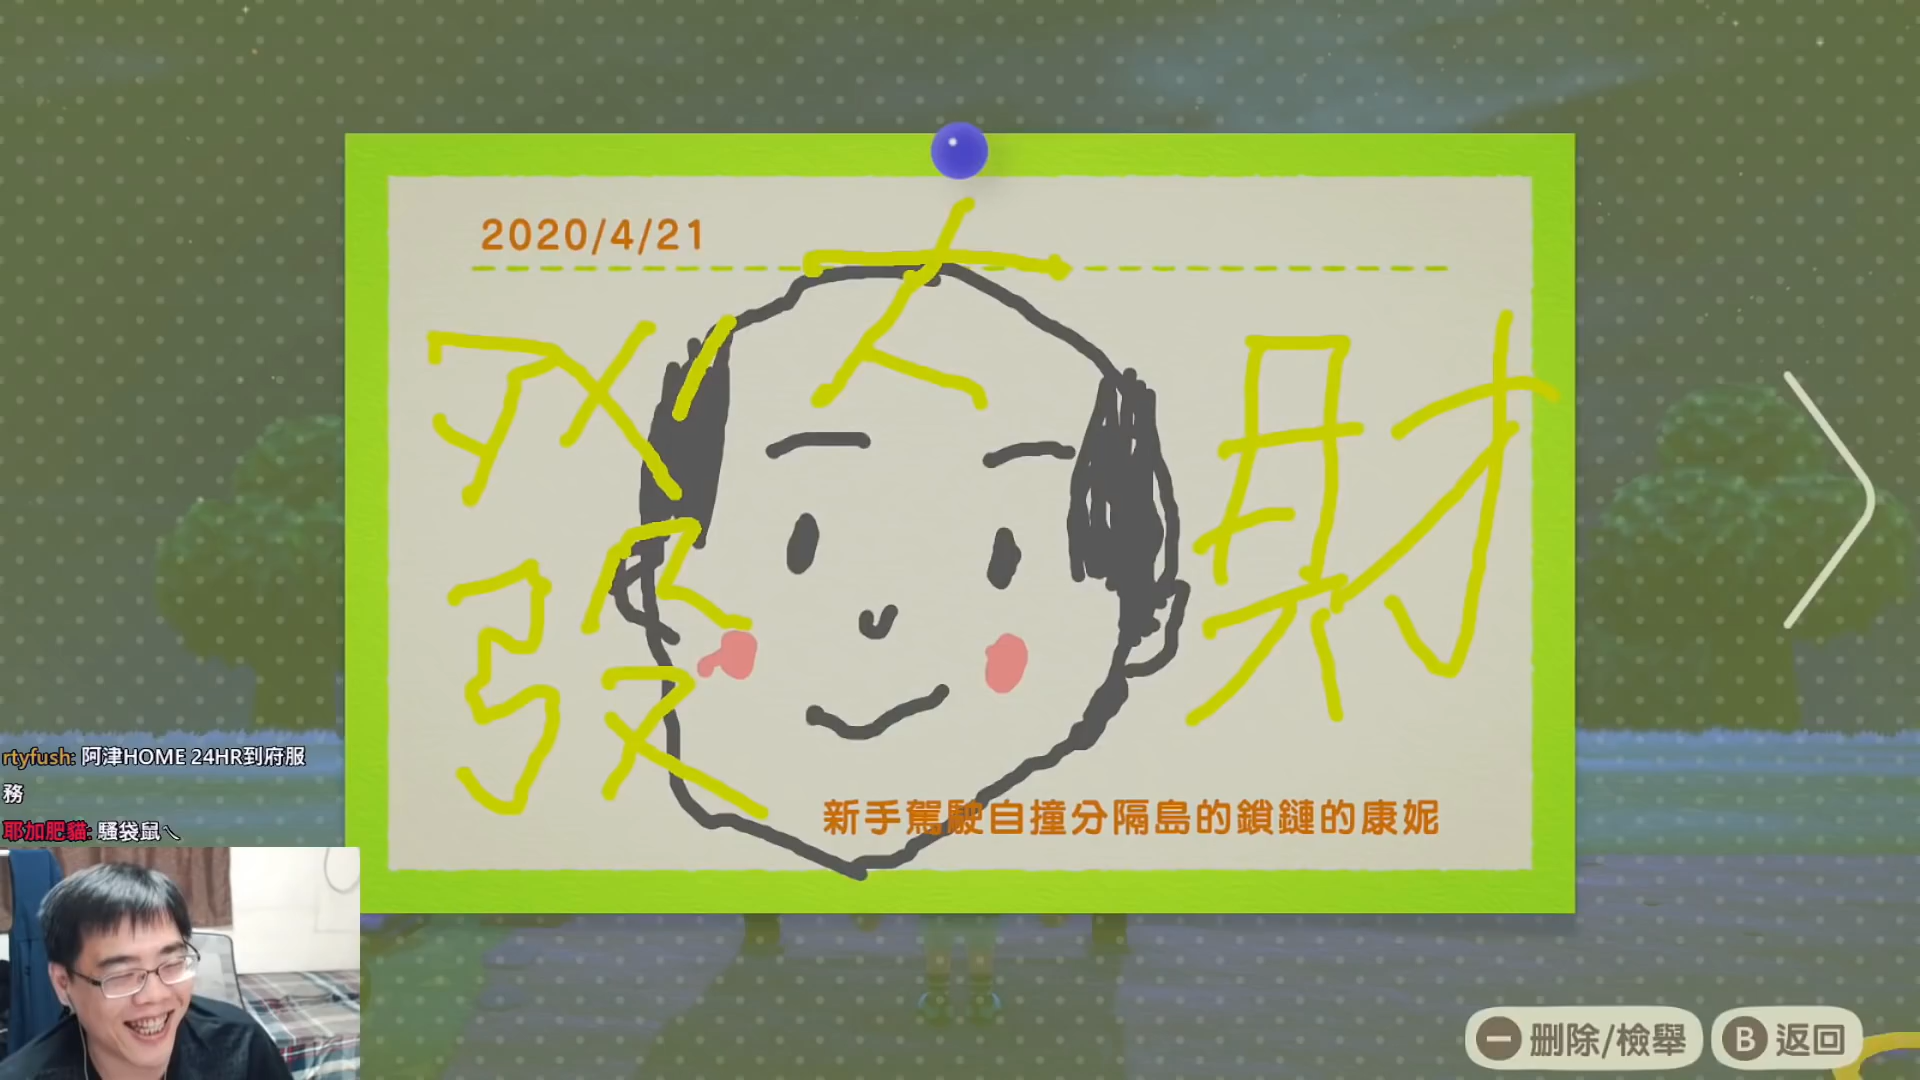 2020/4/21
大
發
財
新手駕駛自撞分隔島的鎖鏈的康妮
rtyfush: 阿津HOME 24HR到府服
務
耶加肥貓: 騷袋鼠ㄟ
删除/檢舉
B 返回